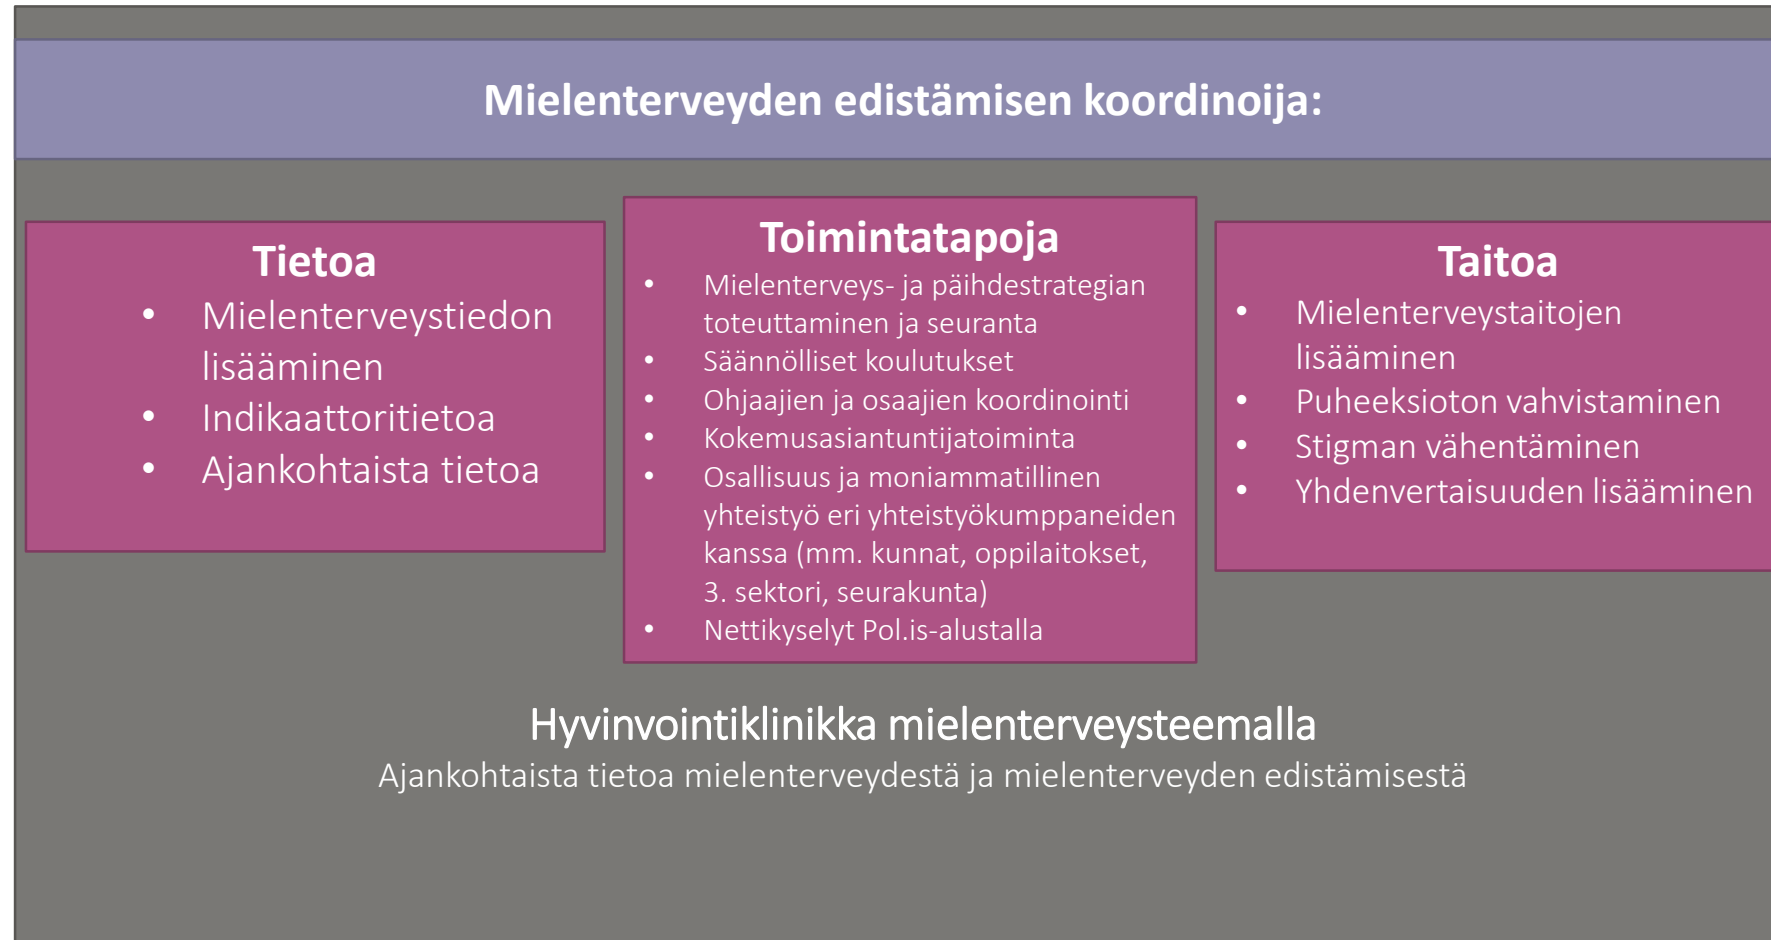 Mielenterveyden edistämisen koordinoija:
Tietoa
• Mielenterveystiedon
lisääminen
• Indikaattoritietoa
• Ajankohtaista tietoa
Toimintatapoja
• Mielenterveys- ja päihdestrategian
toteuttaminen ja seuranta
• Säännölliset koulutukset
• Ohjaajien ja osaajien koordinointi
• Kokemusasiantuntijatoiminta
• Osallisuus ja moniammatillinen
yhteistyö eri yhteistyökumppaneiden
kanssa (mm. kunnat, oppilaitokset,
3. sektori, seurakunta)
• Nettikyselyt Pol.is-alustalla
Taitoa
• Mielenterveystaitojen
lisääminen
• Puheeksioton vahvistaminen
• Stigman vähentäminen
• Yhdenvertaisuuden lisääminen
Hyvinvointiklinikka mielenterveysteemalla
Ajankohtaista tietoa mielenterveydestä ja mielenterveyden edistämisestä